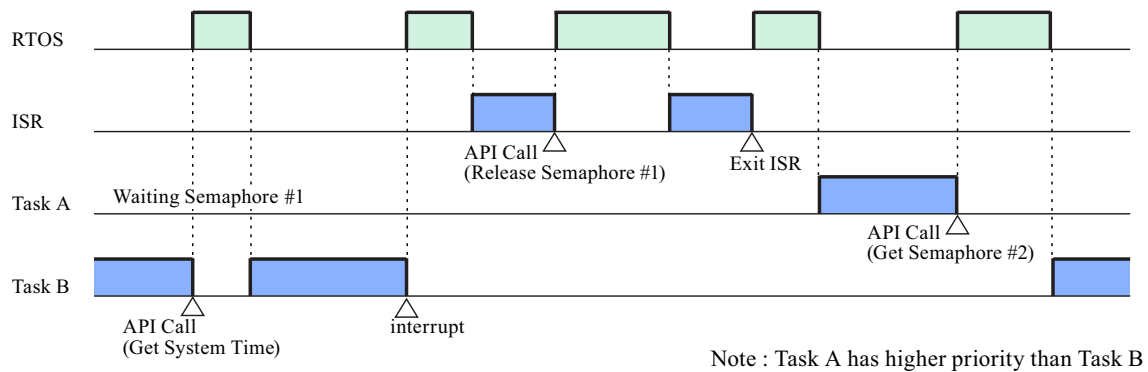 RTOS
ISR
API Call
(Release Semaphore #1)
Exit ISR
Waiting Semaphore #1
Task A
API Call
(Get Semaphore #2)
Task B
API Call
(Get System Time)
interrupt
Note : Task A has higher priority than Task B